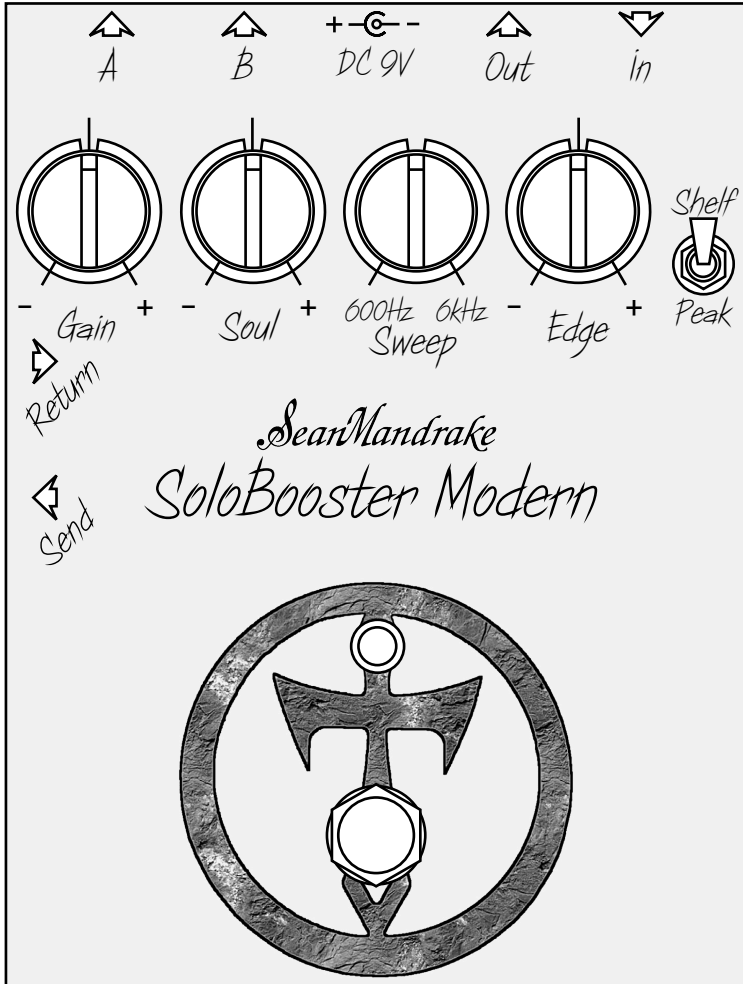 + -
A B DC 9V Out in
Shelf
- + - + 600Hz 6kHz - + Peak
Gain Soul Sweep Edge
Return
SeanMandrake
SoloBooster Modern
Send